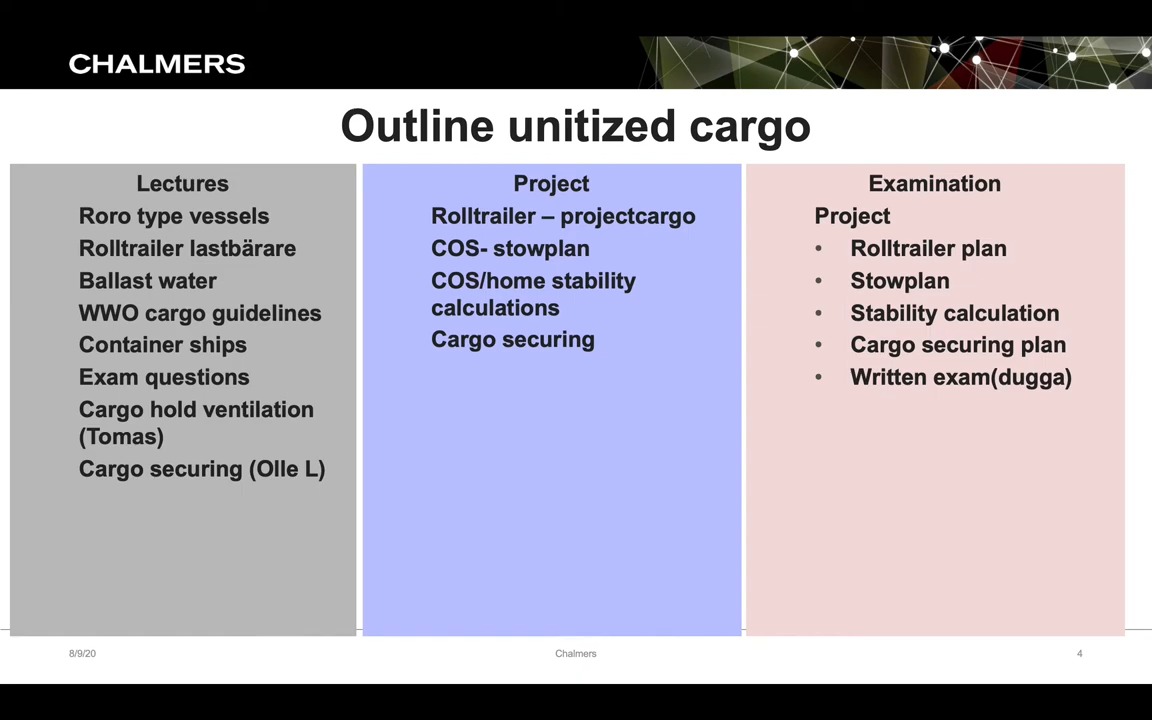 CHALMERS
Outline unitized cargo
Lectures
Roro type vessels
Rolltrailer lastbärare
Ballast water
WWO cargo guidelines
Container ships
Exam questions
Cargo hold ventilation
(Tomas)
Cargo securing (Olle L)
Project
Rolltrailer – projectcargo
COS- stowplan
COS/home stability
calculations
Cargo securing
Examination
Project
• Rolltrailer plan
• Stowplan
• Stability calculation
• Cargo securing plan
• Written exam(dugga)
8/9/20
Chalmers
4